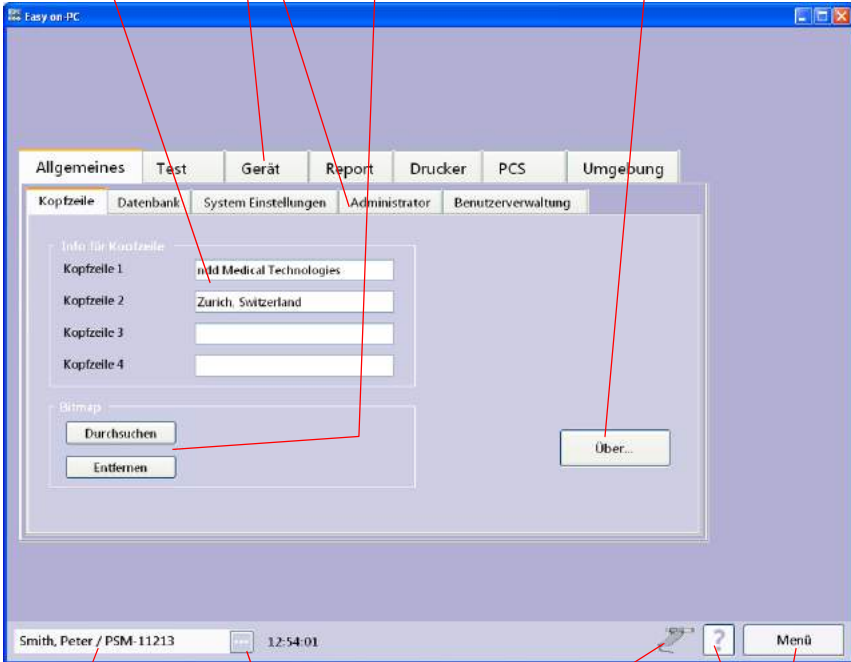 Easy on-PC
Allgemeines Test Gerät Report Drucker PCS Umgebung
Kopfzeile Datenbank System Einstellungen Administrator Benutzerverwaltung
Info für Kopfzeile
Kopfzeile 1 ndd Medical Technologies
Kopfzeile 2 Zurich, Switzerland
Kopfzeile 3
Kopfzeile 4
Bitmap
Durchsuchen
Entfernen
Über...
Smith, Peter / PSM-11213 ... 12:54:01 ? Menü